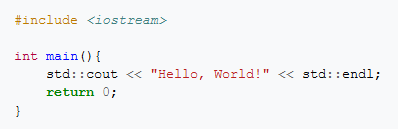 #include <iostream>

int main(){
    std::cout << "Hello, World!" << std::endl;
    return 0;
}